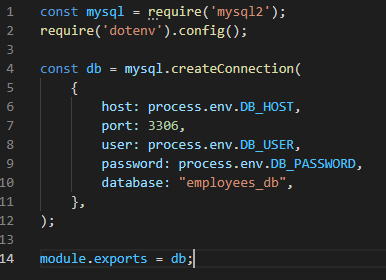 1 const mysql = require('mysql2');
2 require('dotenv').config();
3
4 const db = mysql.createConnection(
5     {
6         host: process.env.DB_HOST,
7         port: 3306,
8         user: process.env.DB_USER,
9         password: process.env.DB_PASSWORD,
10         database: "employees_db",
11     },
12 );
13
14 module.exports = db;